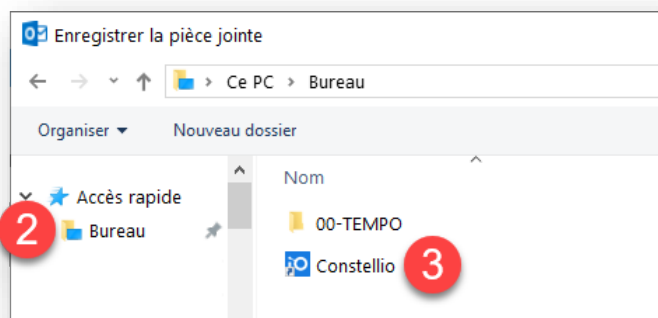 Enregistrer la pièce jointe
Ce PC > Bureau
Organiser Nouveau dossier
Nom
Accès rapide
00-TEMPO
2 Bureau
Constellio 3